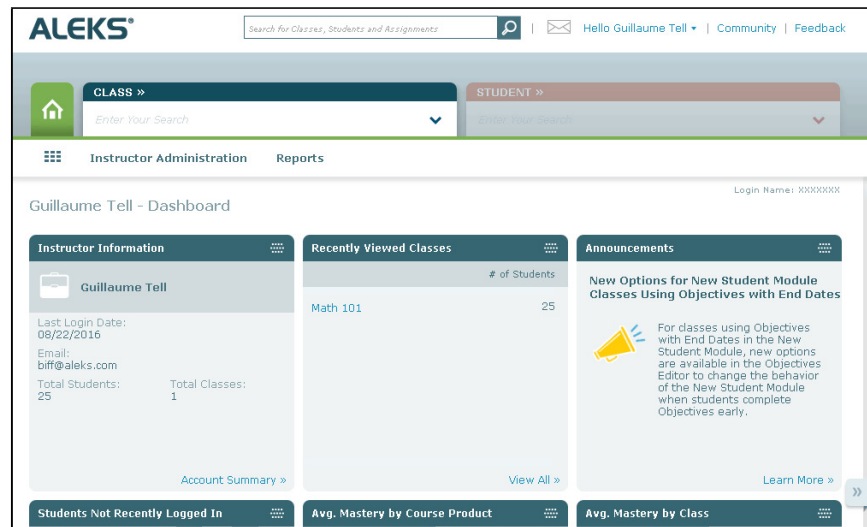 ALEKS®
Search for Classes, Students and Assignments
| Hello Guillaume Tell | Community | Feedback
CLASS »
Enter Your Search
STUDENT »
Enter Your Search
Instructor Administration Reports
Login Name: XXXXXXX
Guillaume Tell - Dashboard
Instructor Information
Guillaume Tell
Last Login Date:
08/22/2016
Email:
biff@aleks.com
Total Students: Total Classes:
25 1
Account Summary »
Recently Viewed Classes
# of Students
Math 101 25
View All »
Announcements
New Options for New Student Module
Classes Using Objectives with End Dates
For classes using Objectives
with End Dates in the New
Student Module, new options
are available in the Objectives
Editor to change the behavior
of the New Student Module
when students complete
Objectives early.
Learn More »
»
Students Not Recently Logged In
Avg. Mastery by Course Product
Avg. Mastery by Class